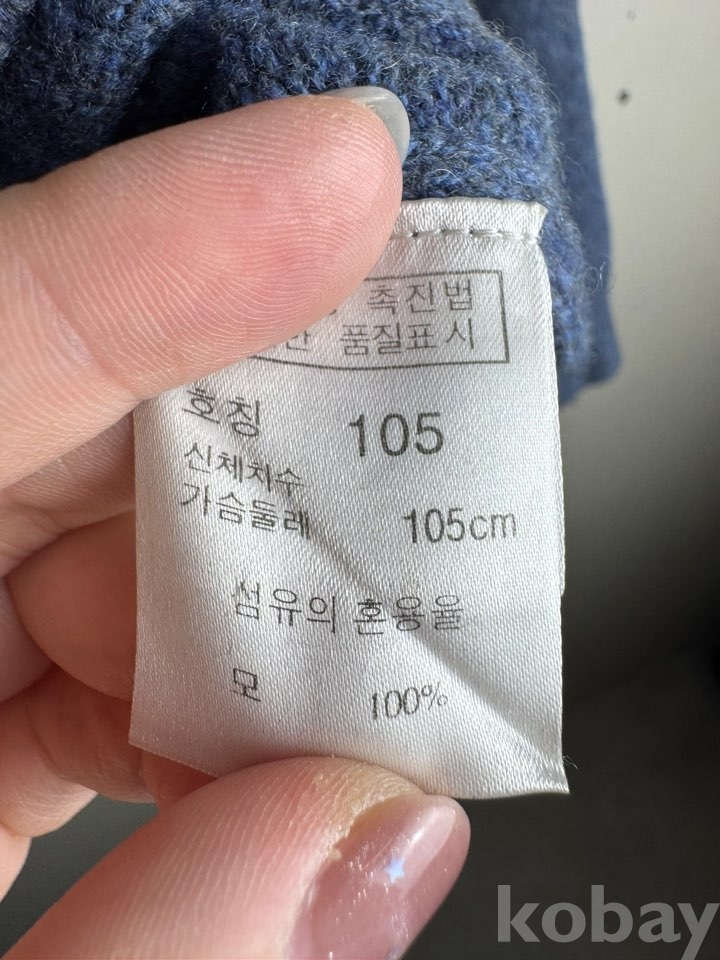 촉진법
품질표시
호칭 105
신체치수
가슴둘레 105cm
섬유의 혼용율
모 100%
kobay